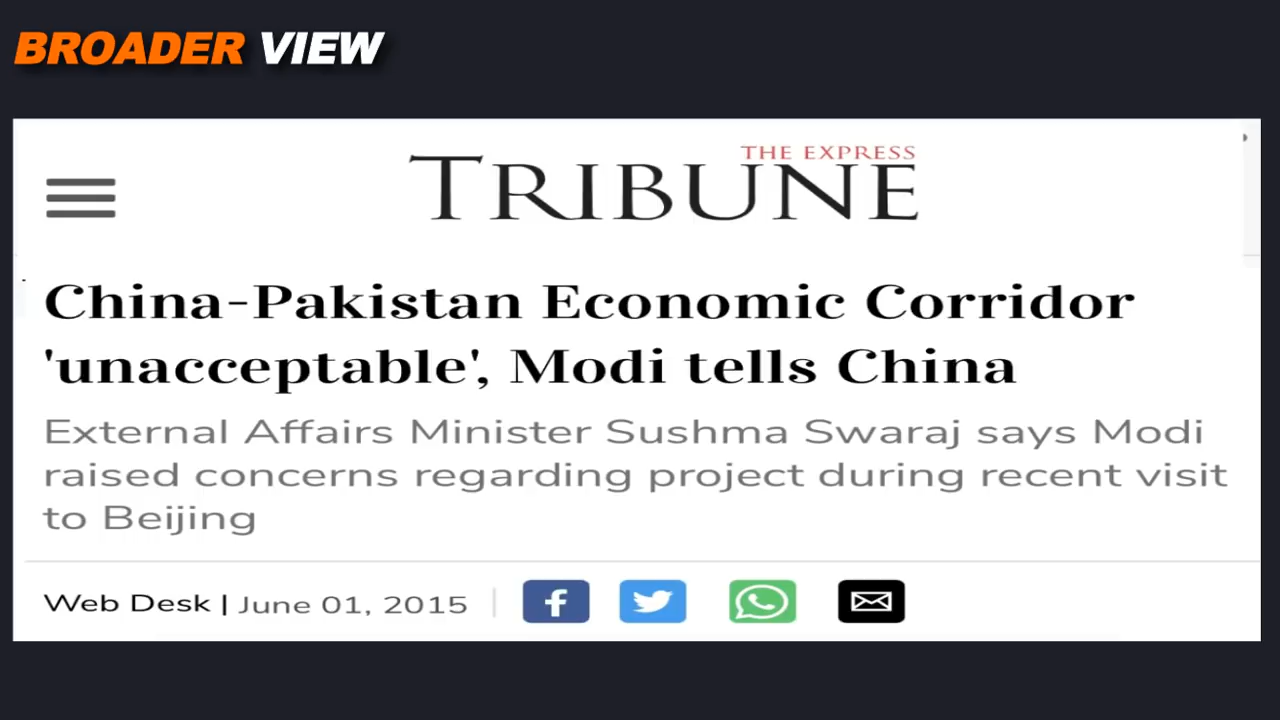 BROADER VIEW
THE EXPRESS
TRIBUNE
China-Pakistan Economic Corridor
'unacceptable', Modi tells China
External Affairs Minister Sushma Swaraj says Modi
raised concerns regarding project during recent visit
to Beijing
Web Desk | June 01, 2015